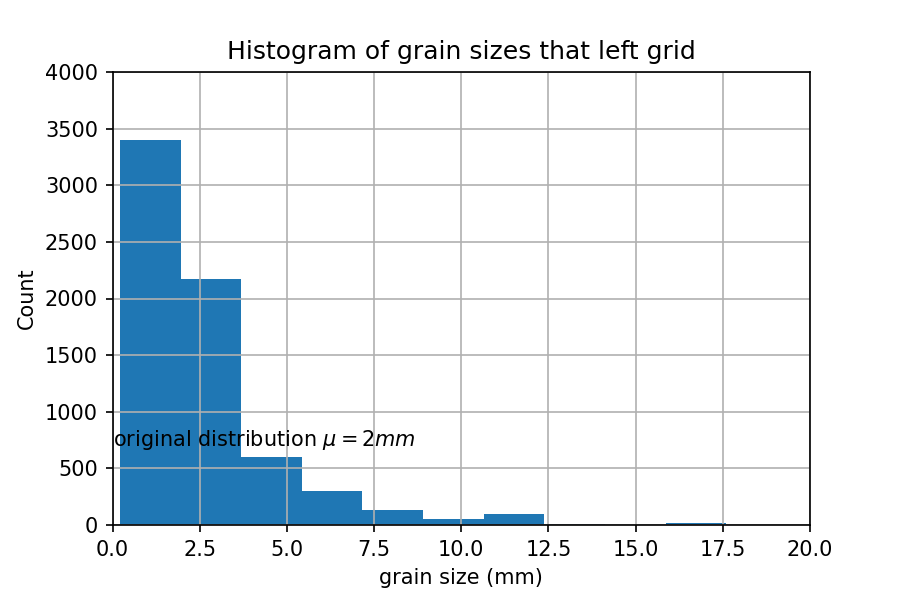 Histogram of grain sizes that left grid
4000
3500
3000
2500
2000
1500
1000
500
0
Count
original distribution μ = 2mm
0.0 2.5 5.0 7.5 10.0 12.5 15.0 17.5 20.0
grain size (mm)